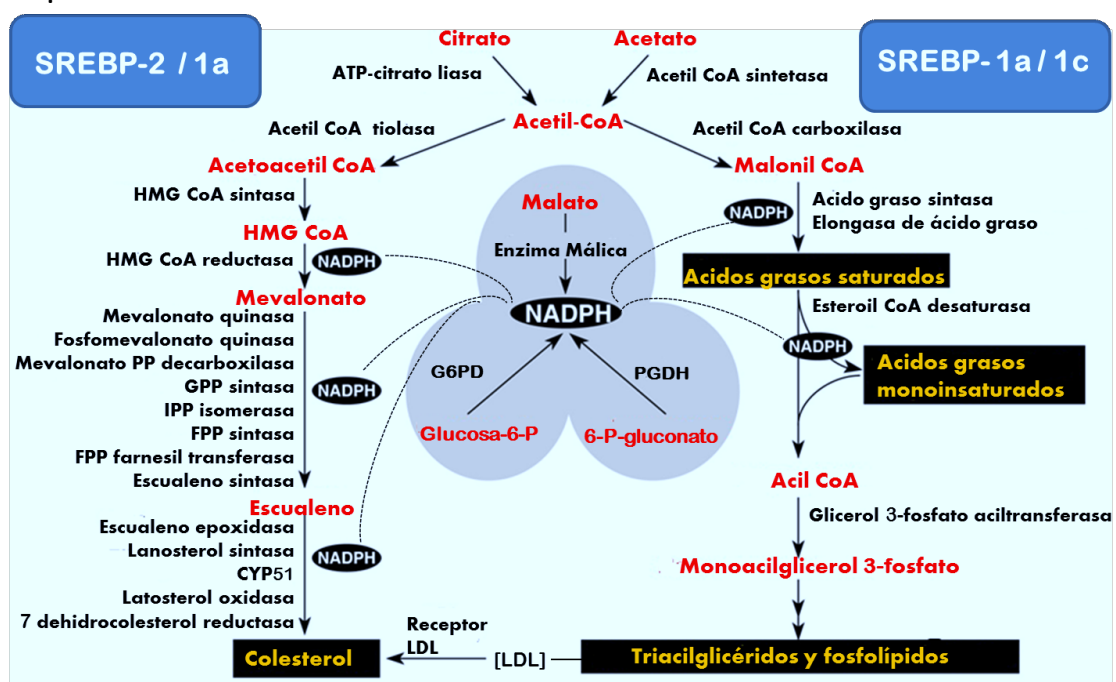 SREBP-2 / 1a
Citrato
Acetato
SREBP- 1a / 1c
ATP-citrato liasa
Acetil CoA sintetasa
Acetil-CoA
Acetil CoA tiolasa
Acetil CoA carboxilasa
Acetoacetil CoA
Malonil CoA
HMG CoA sintasa
HMG CoA
HMG CoA reductasa
NADPH
Mevalonato
Mevalonato quinasa
Fosfomevalonato quinasa
Mevalonato PP decarboxilasa
GPP sintasa
NADPH
IPP isomerasa
FPP sintasa
FPP farnesil transferasa
Escualeno sintasa
Escualeno
Escualeno epoxidasa
Lanosterol sintasa
NADPH
CYP51
Latosterol oxidasa
7 dehidrocolesterol reductasa
Colesterol
Malato
Enzima Málica
NADPH
G6PD
PGDH
Glucosa-6-P
6-P-gluconato
NADPH
Acido graso sintasa
Elongasa de ácido graso
Acidos grasos saturados
Esteroil CoA desaturasa
NADPH
Acidos grasos
monoinsaturados
Acil CoA
Glicerol 3-fosfato aciltransferasa
Monoacilglicerol 3-fosfato
Triacilglicéridos y fosfolípidos
[LDL]
Receptor
LDL